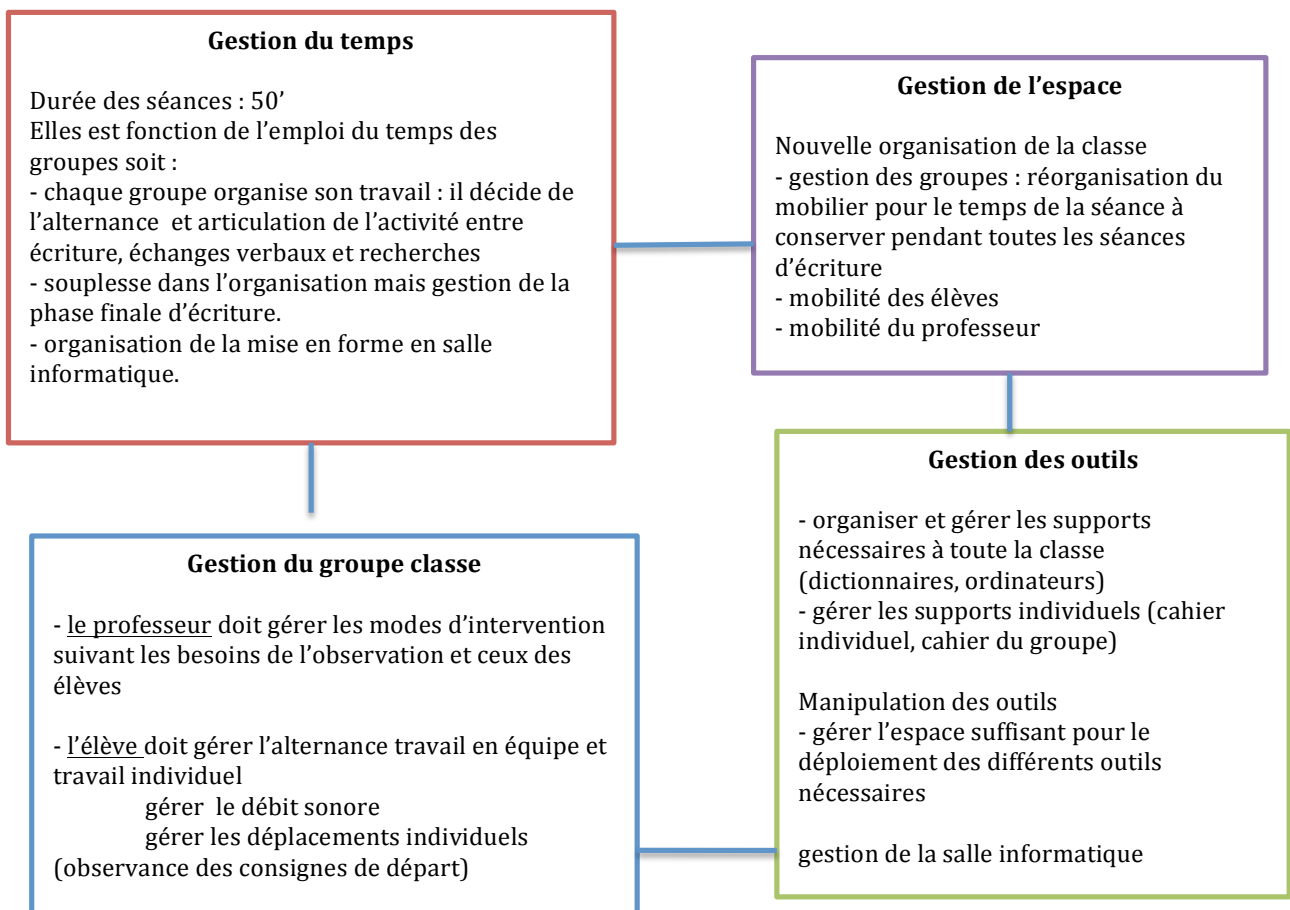 Gestion du temps
Durée des séances : 50’
Elles est fonction de l’emploi du temps des
groupes soit :
- chaque groupe organise son travail : il décide de
l’alternance et articulation de l’activité entre
écriture, échanges verbaux et recherches
- souplesse dans l’organisation mais gestion de la
phase finale d’écriture.
- organisation de la mise en forme en salle
informatique.
Gestion de l’espace
Nouvelle organisation de la classe
- gestion des groupes : réorganisation du
mobilier pour le temps de la séance à
conserver pendant toutes les séances
d’écriture
- mobilité des élèves
- mobilité du professeur
Gestion du groupe classe
- le professeur doit gérer les modes d’intervention
suivant les besoins de l’observation et ceux des
élèves
- l’élève doit gérer l’alternance travail en équipe et
travail individuel
gérer le débit sonore
gérer les déplacements individuels
(observance des consignes de départ)
Gestion des outils
- organiser et gérer les supports
nécessaires à toute la classe
(dictionnaires, ordinateurs)
- gérer les supports individuels (cahier
individuel, cahier du groupe)
Manipulation des outils
- gérer l’espace suffisant pour le
déploiement des différents outils
nécessaires
gestion de la salle informatique